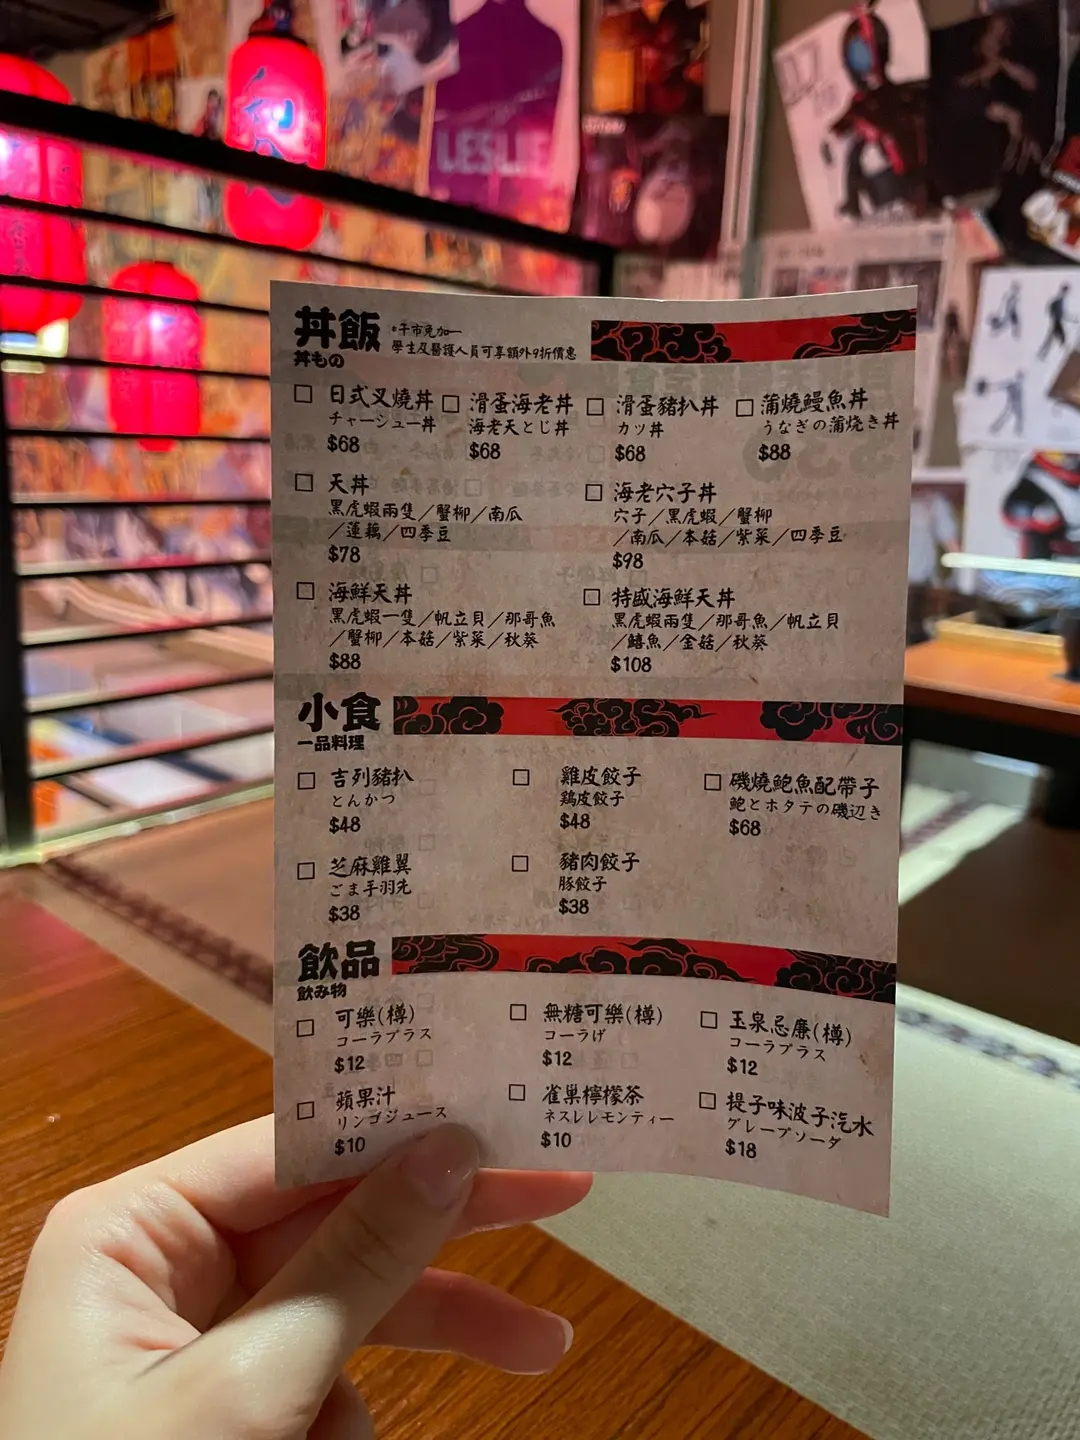 LESLIE
丼飯
丼もの
*子市免加一
學生及醫護人員可享額外9折價惠
日式叉燒丼
チャーシュー丼
$68
滑蛋海老丼
海老天とじ丼
$68
滑蛋豬扒丼
カツ丼
$68
蒲燒鰻魚丼
うなぎの蒲烧き丼
$88
天丼
黑虎蝦兩隻／蟹柳／南瓜
／蓮藕／四季豆
$78
海老穴子丼
穴子／黑虎蝦／蟹柳
／南瓜／本菇／紫菜／四季豆
$98
海鮮天丼
黑虎蝦一隻／帆立貝／那哥魚
／蟹柳／本菇／紫菜／秋葵
$88
持盛海鮮天丼
黑虎蝦兩隻／那哥魚／帆立貝
／鱚魚／金菇／秋葵
$108
小食
一品料理
吉列豬扒
とんかつ
$48
雞皮餃子
鶏皮餃子
$48
磯燒鮑魚配帶子
鮑とホタテの磯辺き
$68
芝麻雞翼
ごま手羽先
$38
豬肉餃子
豚餃子
$38
飲品
飲み物
可樂(樽)
コーラプラス
$12
無糖可樂(樽)
コーラげ
$12
玉泉忌廉(樽)
コーラプラス
$12
蘋果汁
リンゴジュース
$10
雀巢檸檬茶
ネスレレモンティー
$10
提子味波子汽水
グレープソーダ
$18